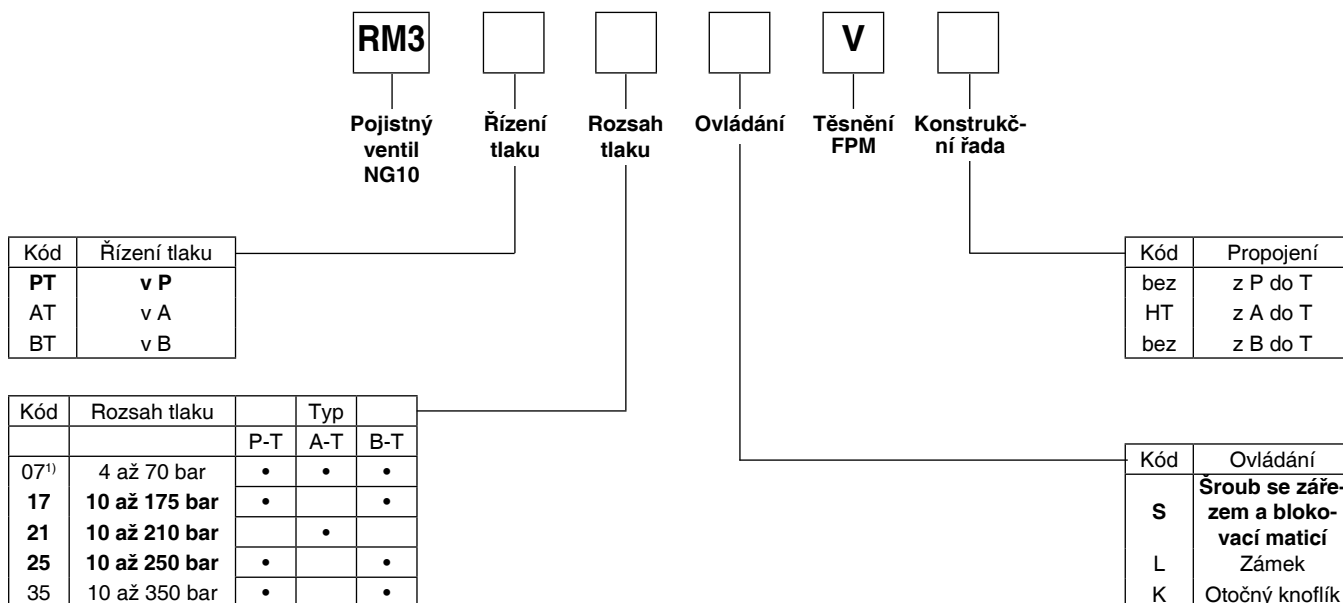 RM3 V
Pojistný
ventil
NG10
Řízení
tlaku
Rozsah
tlaku
Ovládání
Těsnění
FPM
Konstrukč-
ní řada
Kód Řízení tlaku
PT v P
AT v A
BT v B
Kód Propojení
bez z P do T
HT z A do T
bez z B do T
Kód Rozsah tlaku Typ
P-T A-T B-T
07¹⁾ 4 až 70 bar • • •
17 10 až 175 bar • •
21 10 až 210 bar •
25 10 až 250 bar • •
35 10 až 350 bar • •
Kód Ovládání
S Šroub se záře-
zem a bloko-
vací maticí
L Zámek
K Otočný knoflík